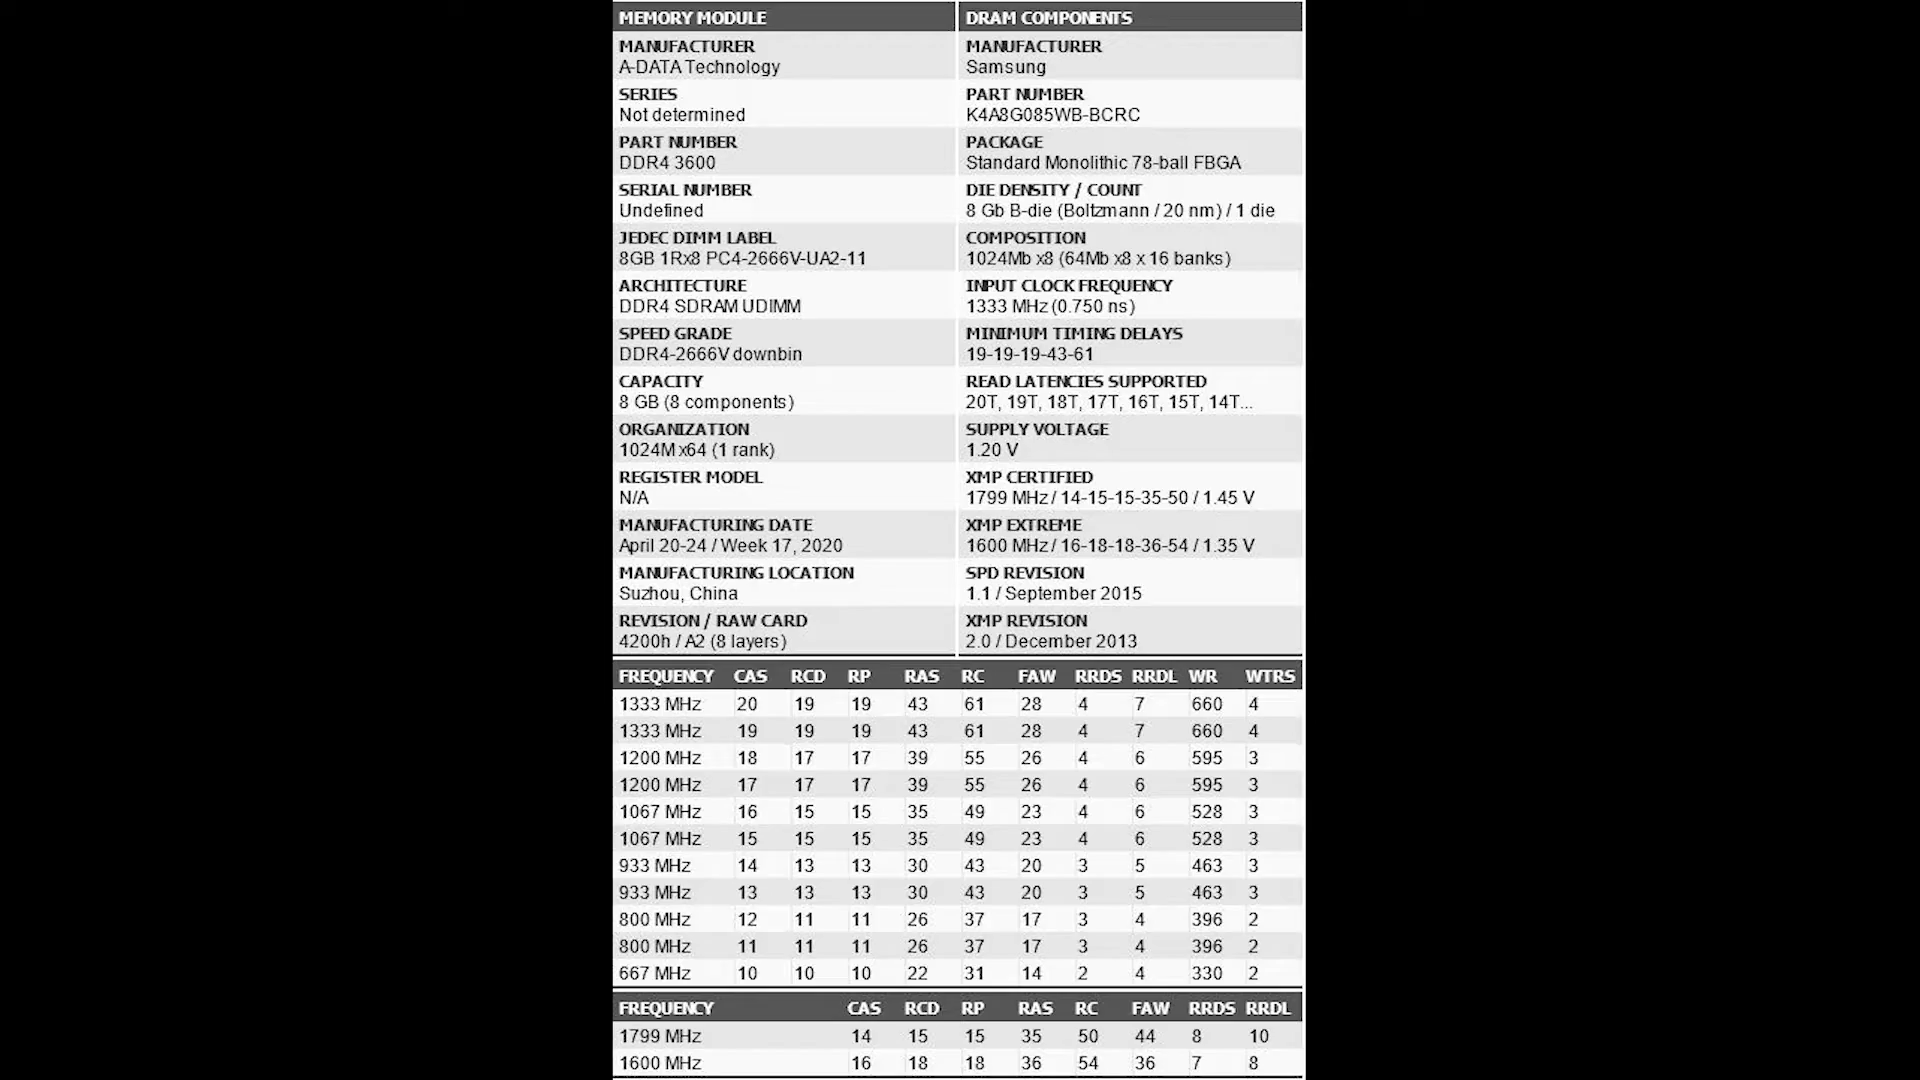 MEMORY MODULE
MANUFACTURER
A-DATA Technology
SERIES
Not determined
PART NUMBER
DDR4 3600
SERIAL NUMBER
Undefined
JEDEC DIMM LABEL
8GB 1Rx8 PC4-2666V-UA2-11
ARCHITECTURE
DDR4 SDRAM UDIMM
SPEED GRADE
DDR4-2666V downbin
CAPACITY
8 GB (8 components)
ORGANIZATION
1024M x64 (1 rank)
REGISTER MODEL
N/A
MANUFACTURING DATE
April 20-24 / Week 17, 2020
MANUFACTURING LOCATION
Suzhou, China
REVISION / RAW CARD
4200h / A2 (8 layers)
DRAM COMPONENTS
MANUFACTURER
Samsung
PART NUMBER
K4A8G085WB-BCRC
PACKAGE
Standard Monolithic 78-ball FBGA
DIE DENSITY / COUNT
8 Gb B-die (Boltzmann / 20 nm) / 1 die
COMPOSITION
1024Mb x8 (64Mb x8 x 16 banks)
INPUT CLOCK FREQUENCY
1333 MHz (0.750 ns)
MINIMUM TIMING DELAYS
19-19-19-43-61
READ LATENCIES SUPPORTED
20T, 19T, 18T, 17T, 16T, 15T, 14T...
SUPPLY VOLTAGE
1.20 V
XMP CERTIFIED
1799 MHz / 14-15-15-35-50 / 1.45 V
XMP EXTREME
1600 MHz / 16-18-18-36-54 / 1.35 V
SPD REVISION
1.1 / September 2015
XMP REVISION
2.0 / December 2013
FREQUENCY CAS RCD RP RAS RC FAW RRDS RRDL WR WTRS
1333 MHz 20 19 19 43 61 28 4 7 660 4
1333 MHz 19 19 19 43 61 28 4 7 660 4
1200 MHz 18 17 17 39 55 26 4 6 595 3
1200 MHz 17 17 17 39 55 26 4 6 595 3
1067 MHz 16 15 15 35 49 23 4 6 528 3
1067 MHz 15 15 15 35 49 23 4 6 528 3
933 MHz 14 13 13 30 43 20 3 5 463 3
933 MHz 13 13 13 30 43 20 3 5 463 3
800 MHz 12 11 11 26 37 17 3 4 396 2
800 MHz 11 11 11 26 37 17 3 4 396 2
667 MHz 10 10 10 22 31 14 2 4 330 2
FREQUENCY CAS RCD RP RAS RC FAW RRDS RRDL
1799 MHz 14 15 15 35 50 44 8 10
1600 MHz 16 18 18 36 54 36 7 8